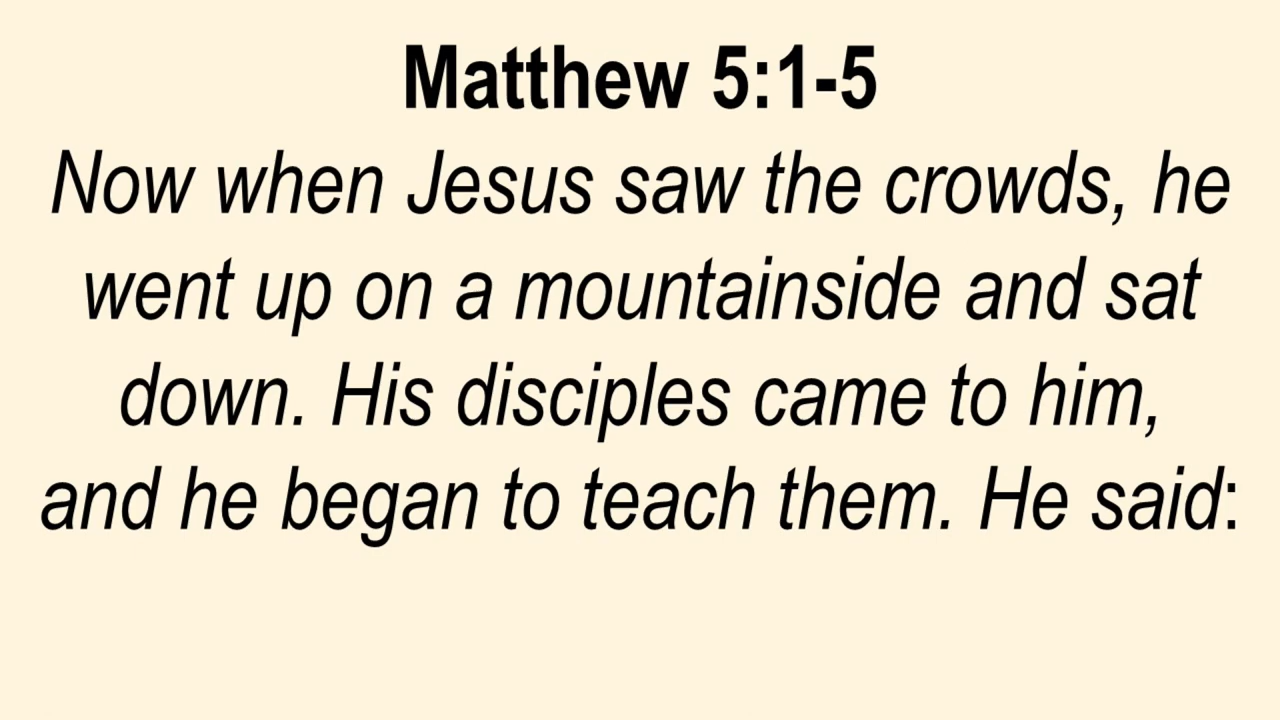 Matthew 5:1-5
Now when Jesus saw the crowds, he
went up on a mountainside and sat
down. His disciples came to him,
and he began to teach them. He said: